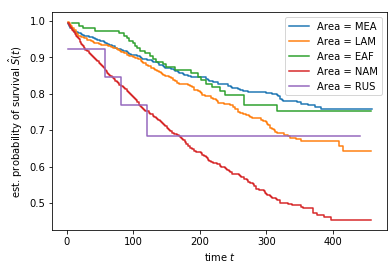 1.0
0.9
0.8
0.7
0.6
0.5
est. probability of survival Ŝ(t)
Area = MEA
Area = LAM
Area = EAF
Area = NAM
Area = RUS
0
100
200
300
400
time t